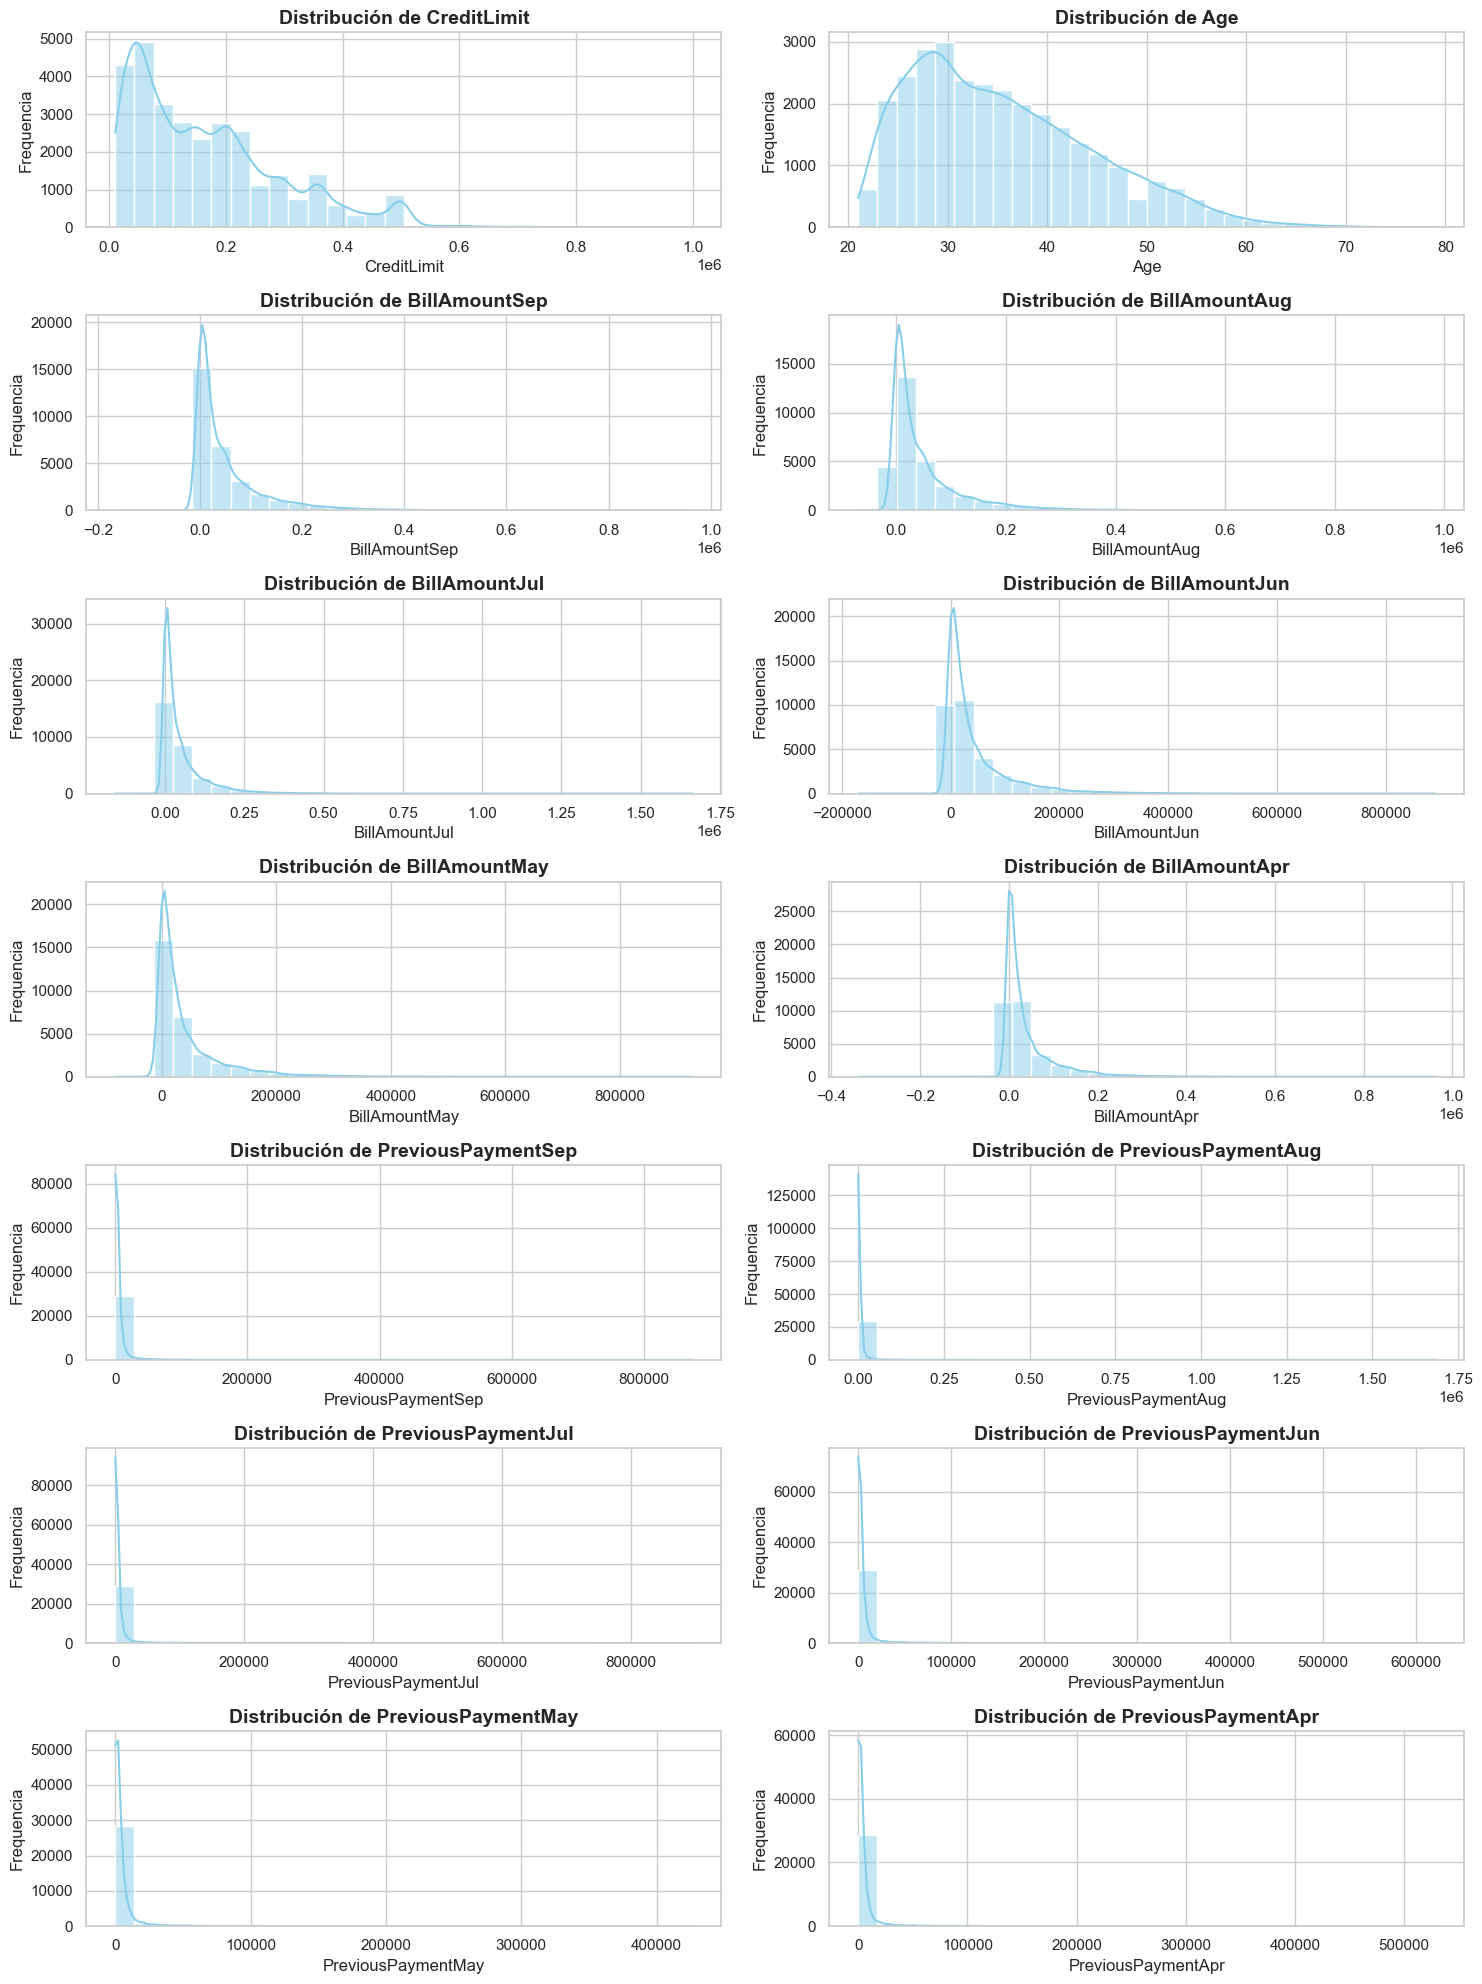 Distribución de CreditLimit
5000
4000
3000
2000
1000
0
Frequencia
0.0 0.2 0.4 0.6 0.8 1.0
1e6
CreditLimit
Distribución de Age
3000
2000
1000
0
Frequencia
20 30 40 50 60 70 80
Age
Distribución de BillAmountSep
20000
15000
10000
5000
0
Frequencia
−0.2 0.0 0.2 0.4 0.6 0.8 1.0
1e6
BillAmountSep
Distribución de BillAmountAug
15000
10000
5000
0
Frequencia
0.0 0.2 0.4 0.6 0.8 1.0
1e6
BillAmountAug
Distribución de BillAmountJul
30000
20000
10000
0
Frequencia
0.00 0.25 0.50 0.75 1.00 1.25 1.50 1.75
1e6
BillAmountJul
Distribución de BillAmountJun
20000
15000
10000
5000
0
Frequencia
−200000 0 200000 400000 600000 800000
BillAmountJun
Distribución de BillAmountMay
20000
15000
10000
5000
0
Frequencia
0 200000 400000 600000 800000
BillAmountMay
Distribución de BillAmountApr
25000
20000
15000
10000
5000
0
Frequencia
−0.4 −0.2 0.0 0.2 0.4 0.6 0.8 1.0
1e6
BillAmountApr
Distribución de PreviousPaymentSep
80000
60000
40000
20000
0
Frequencia
0 200000 400000 600000 800000
PreviousPaymentSep
Distribución de PreviousPaymentAug
125000
100000
75000
50000
25000
0
Frequencia
0.00 0.25 0.50 0.75 1.00 1.25 1.50 1.75
1e6
PreviousPaymentAug
Distribución de PreviousPaymentJul
80000
60000
40000
20000
0
Frequencia
0 200000 400000 600000 800000
PreviousPaymentJul
Distribución de PreviousPaymentJun
60000
40000
20000
0
Frequencia
0 100000 200000 300000 400000 500000 600000
PreviousPaymentJun
Distribución de PreviousPaymentMay
50000
40000
30000
20000
10000
0
Frequencia
0 100000 200000 300000 400000
PreviousPaymentMay
Distribución de PreviousPaymentApr
60000
40000
20000
0
Frequencia
0 100000 200000 300000 400000 500000
PreviousPaymentApr